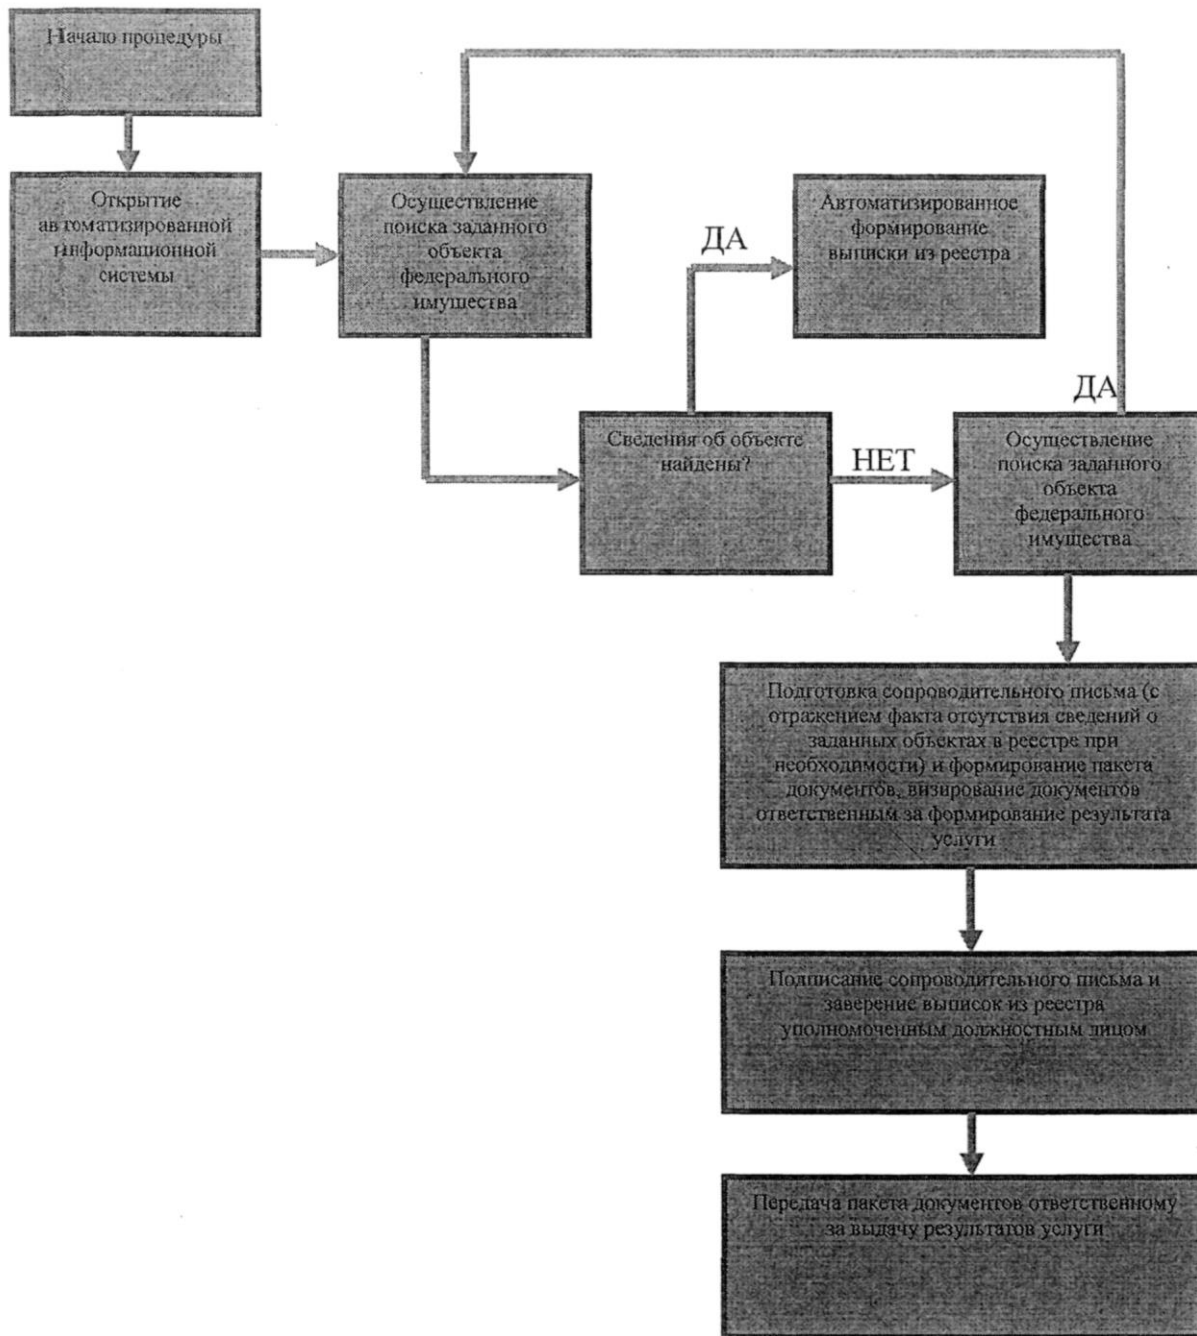 Начало процедуры
Открытие
автоматизированной
информационной
системы
Осуществление
поиска заданного
объекта
федерального
имущества
ДА
Автоматизированное
формирование
выписки из реестра
Сведения об объекте
найдены?
НЕТ
ДА
Осуществление
поиска заданного
объекта
федерального
имущества
Подготовка сопроводительного письма (с
отражением факта отсутствия сведений о
заданных объектах в реестре при
необходимости) и формирование пакета
документов, визирование документов
ответственным за формирование результата
услуги
Подписание сопроводительного письма и
заверение выписок из реестра
уполномоченным должностным лицом
Передача пакета документов ответственному
за выдачу результатов услуги